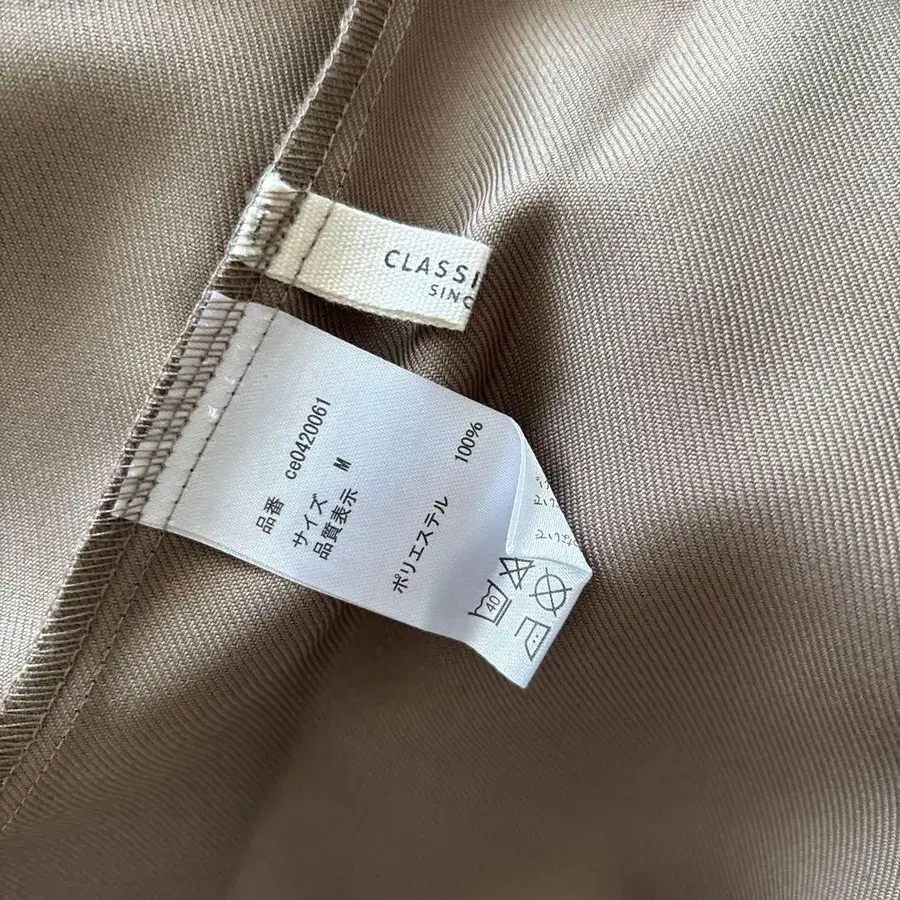 CLASSI
SINC
品番 ce0420061
サイズ M
品質表示
ポリエステル 100%
40